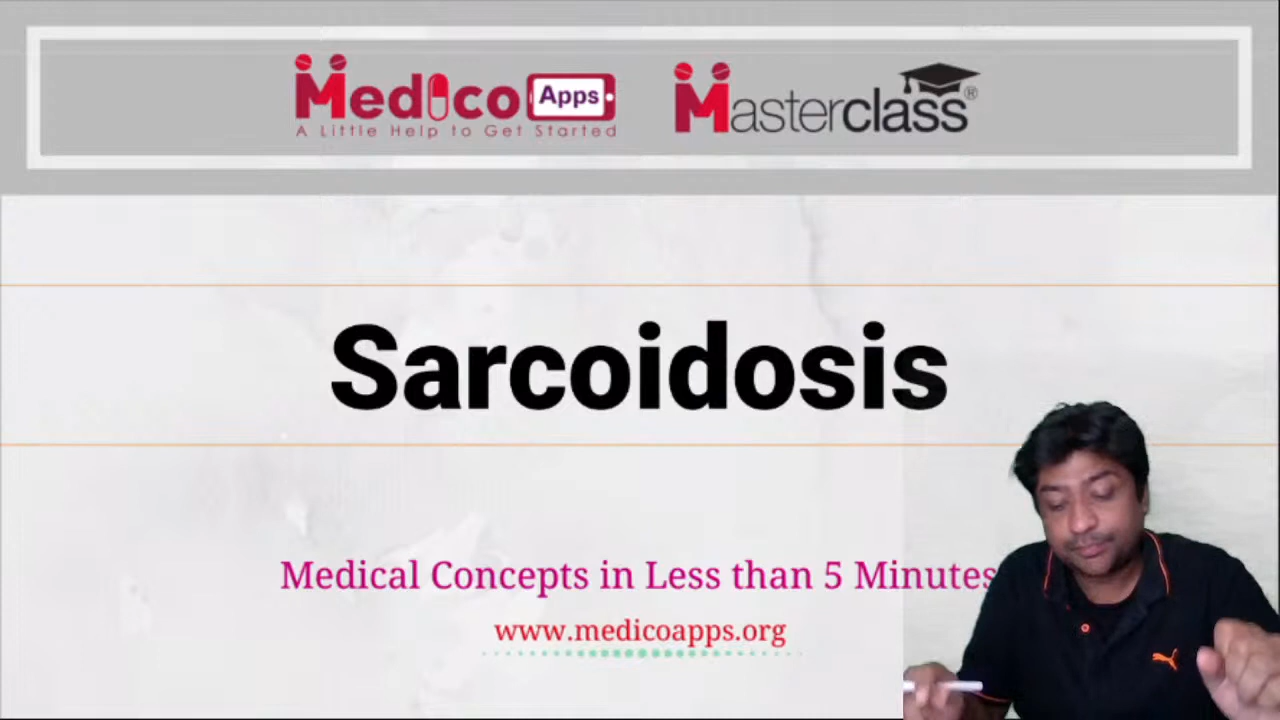 Medico Apps
A Little Help to Get Started
Masterclass®
Sarcoidosis
Medical Concepts in Less than 5 Minutes
www.medicoapps.org